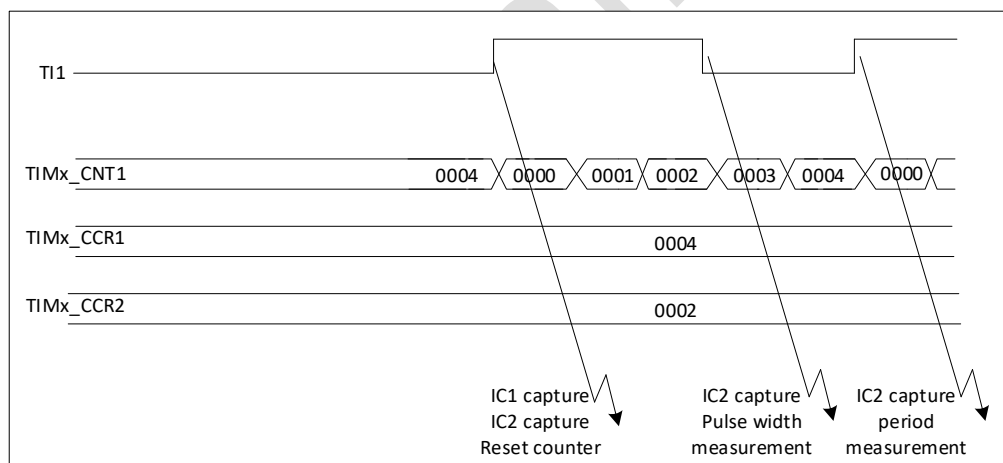 TI1
TIMx_CNT1
0004 0000 0001 0002 0003 0004 0000
TIMx_CCR1
0004
TIMx_CCR2
0002
IC1 capture
IC2 capture
Reset counter
IC2 capture
Pulse width
measurement
IC2 capture
period
measurement